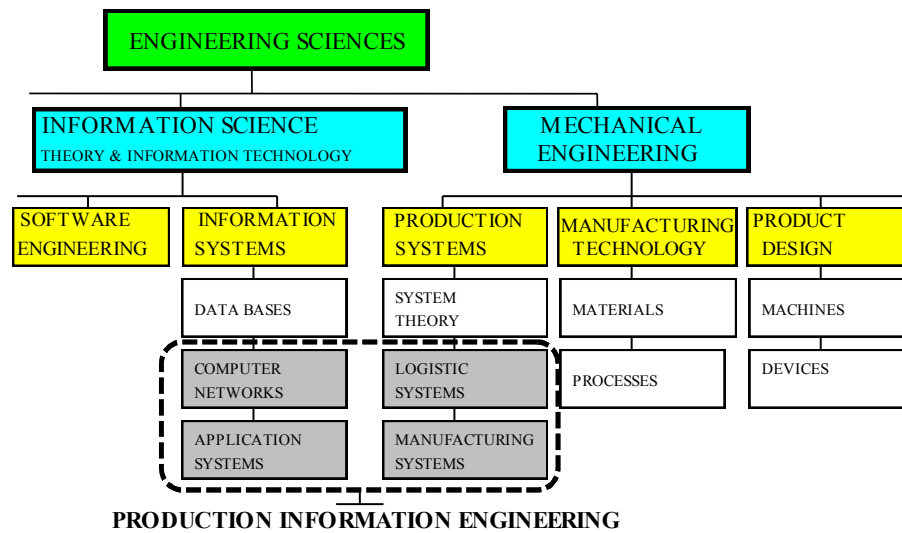 ENGINEERING SCIENCES
INFORMATION SCIENCE
THEORY & INFORMATION TECHNOLOGY
MECHANICAL
ENGINEERING
SOFTWARE
ENGINEERING
INFORMATION
SYSTEMS
PRODUCTION
SYSTEMS
MANUFACTURING
TECHNOLOGY
PRODUCT
DESIGN
DATA BASES
SYSTEM
THEORY
MATERIALS
MACHINES
COMPUTER
NETWORKS
LOGISTIC
SYSTEMS
PROCESSES
DEVICES
APPLICATION
SYSTEMS
MANUFACTURING
SYSTEMS
PRODUCTION INFORMATION ENGINEERING